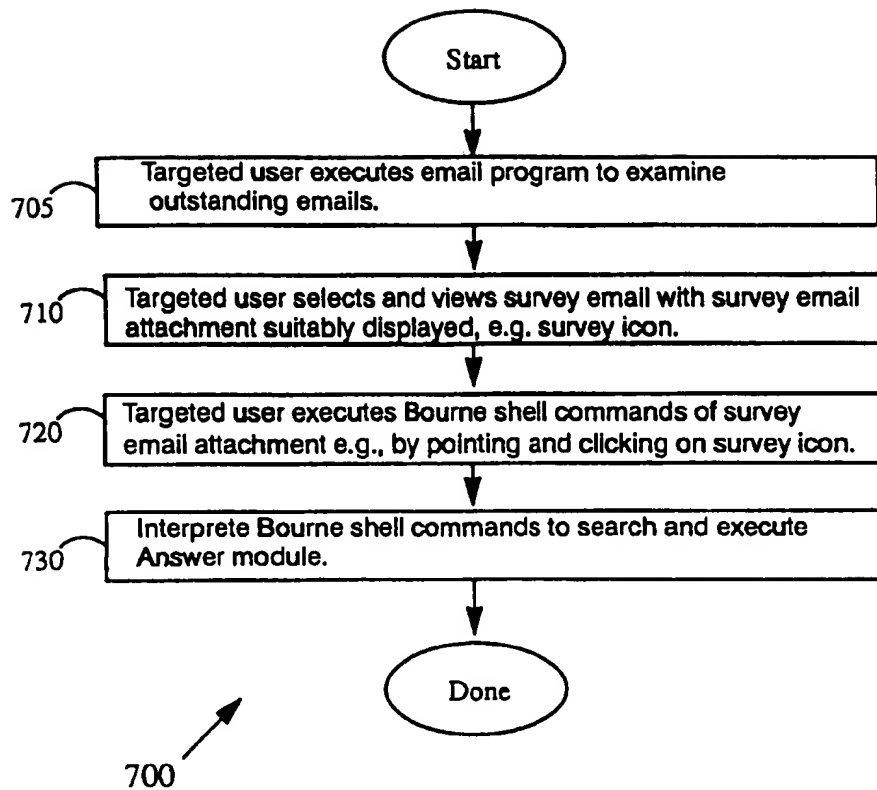 Start
705
Targeted user executes email program to examine
outstanding emails.
710
Targeted user selects and views survey email with survey email
attachment suitably displayed, e.g. survey icon.
720
Targeted user executes Bourne shell commands of survey
email attachment e.g., by pointing and clicking on survey icon.
730
Interprete Bourne shell commands to search and execute
Answer module.
Done
700